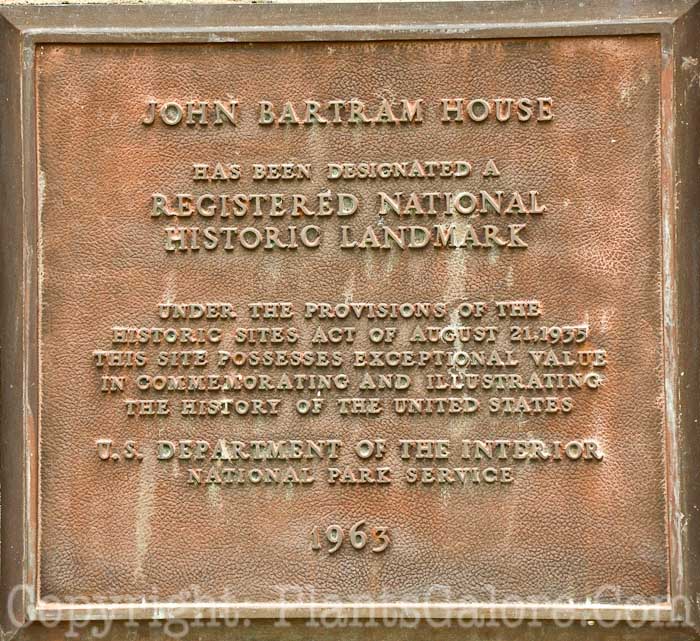 JOHN BARTRAM HOUSE
HAS BEEN DESIGNATED A
REGISTERED NATIONAL
HISTORIC LANDMARK
UNDER THE PROVISIONS OF THE
HISTORIC SITES ACT OF AUGUST 21, 1935
THIS SITE POSSESSES EXCEPTIONAL VALUE
IN COMMEMORATING AND ILLUSTRATING
THE HISTORY OF THE UNITED STATES
U.S. DEPARTMENT OF THE INTERIOR
NATIONAL PARK SERVICE
1963
Copyright. PlantsGalore.Com